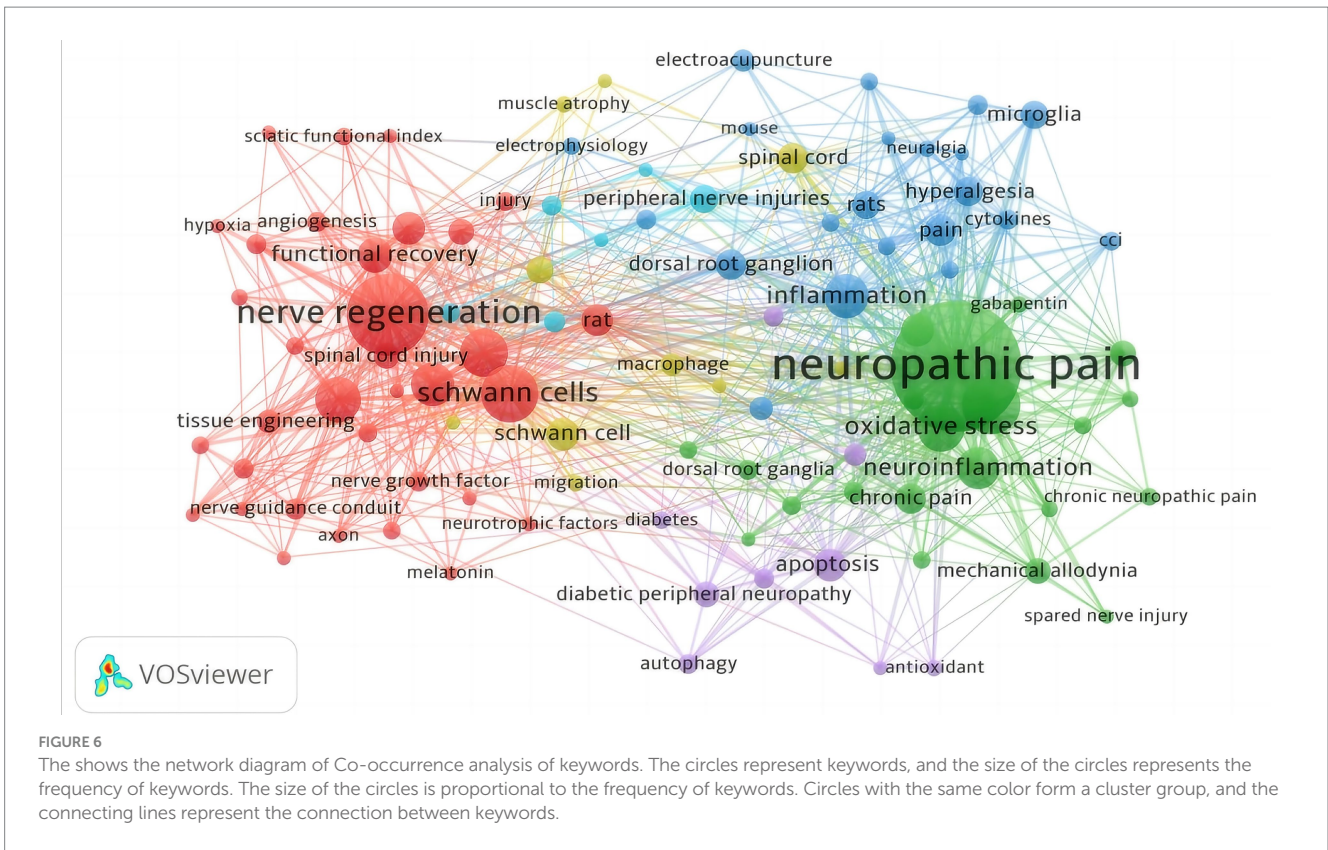 electroacupuncture
muscle atrophy
microglia
sciatic functional index
electrophysiology
mouse
neuralgia
spinal cord
injury
peripheral nerve injuries
rats
hyperalgesia
hypoxia
angiogenesis
pain
cytokines
functional recovery
dorsal root ganglion
cci
inflammation
gabapentin
nerve regeneration
rat
spinal cord injury
macrophage
neuropathic pain
schwann cells
tissue engineering
schwann cell
oxidative stress
dorsal root ganglia
neuroinflammation
nerve growth factor
migration
chronic pain
chronic neuropathic pain
nerve guidance conduit
axon
neurotrophic factors
diabetes
melatonin
apoptosis
mechanical allodynia
diabetic peripheral neuropathy
spared nerve injury
autophagy
antioxidant
VOSviewer
FIGURE 6
The shows the network diagram of Co-occurrence analysis of keywords. The circles represent keywords, and the size of the circles represents the
frequency of keywords. The size of the circles is proportional to the frequency of keywords. Circles with the same color form a cluster group, and the
connecting lines represent the connection between keywords.